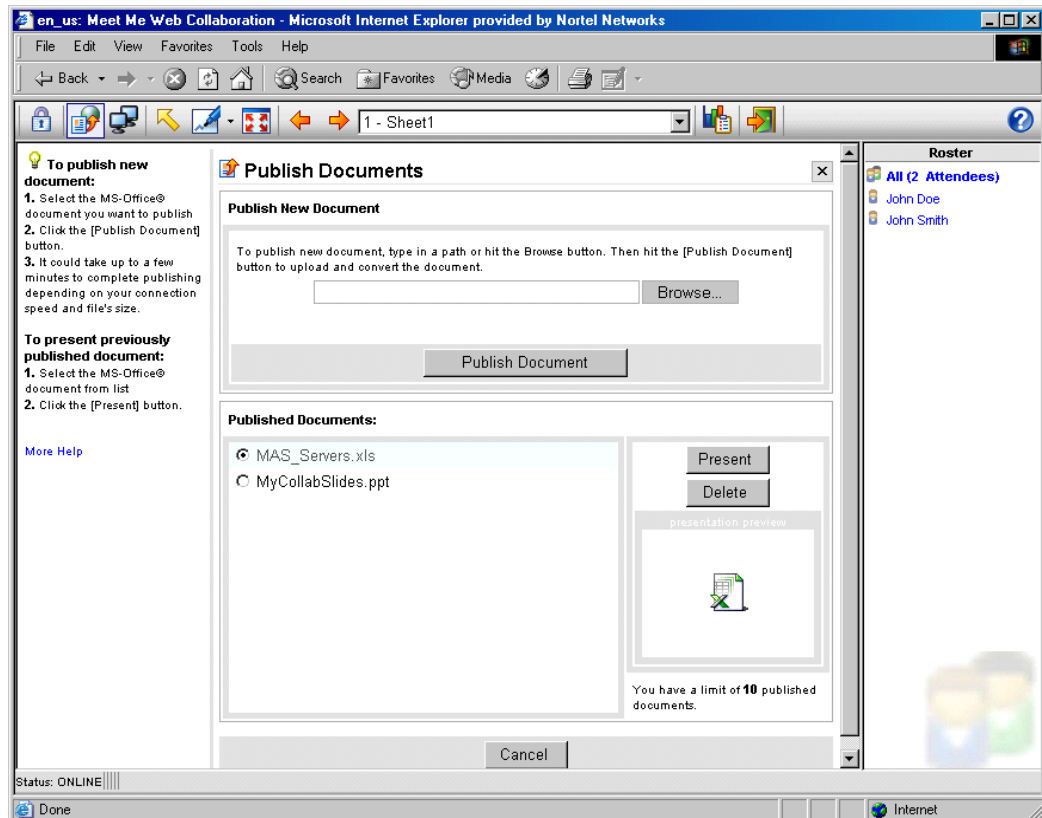 en_us: Meet Me Web Collaboration - Microsoft Internet Explorer provided by Nortel Networks
File Edit View Favorites Tools Help
Back Search Favorites Media
1 - Sheet1
To publish new
document:
1. Select the MS-Office®
document you want to publish
2. Click the [Publish Document]
button.
3. It could take up to a few
minutes to complete publishing
depending on your connection
speed and file's size.
To present previously
published document:
1. Select the MS-Office®
document from list
2. Click the [Present] button.
More Help
Publish Documents
Publish New Document
To publish new document, type in a path or hit the Browse button. Then hit the [Publish Document]
button to upload and convert the document.
Browse...
Publish Document
Published Documents:
MAS_Servers.xls
MyCollabSlides.ppt
Present
Delete
presentation preview
You have a limit of 10 published
documents.
Cancel
Roster
All (2 Attendees)
John Doe
John Smith
Status: ONLINE
Done
Internet